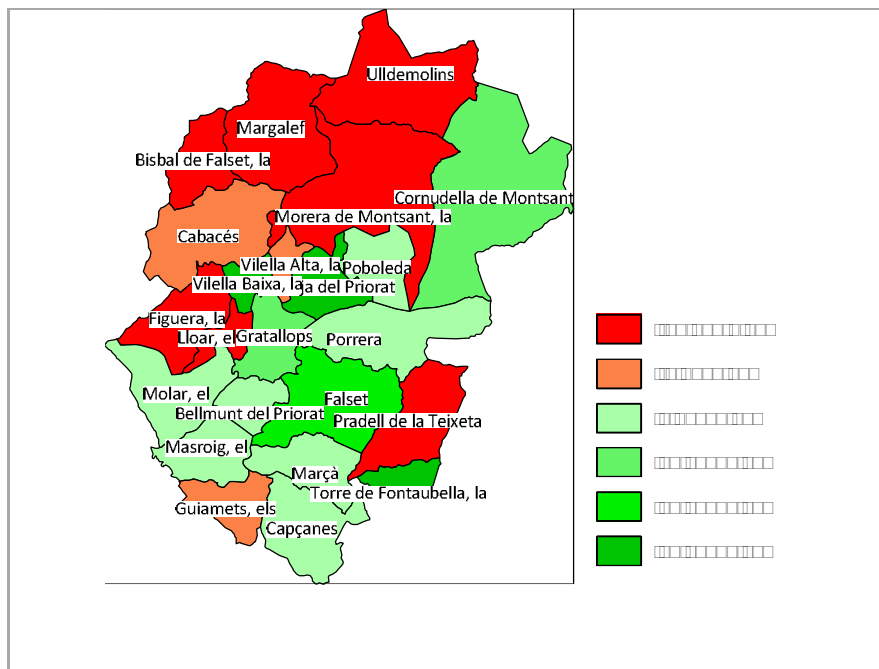 Ulldemolins
Margalef
Bisbal de Falset, la
Cornudella de Montsant
Morera de Montsant, la
Cabacés
Vilella Alta, la
Poboleda
Vilella Baixa, la
ja del Priorat
Figuera, la
Lloar, el
Gratallops
Porrera
Molar, el
Falset
Bellmunt del Priorat
Pradell de la Teixeta
Masroig, el
Marçà
Torre de Fontaubella, la
Guiamets, els
Capçanes